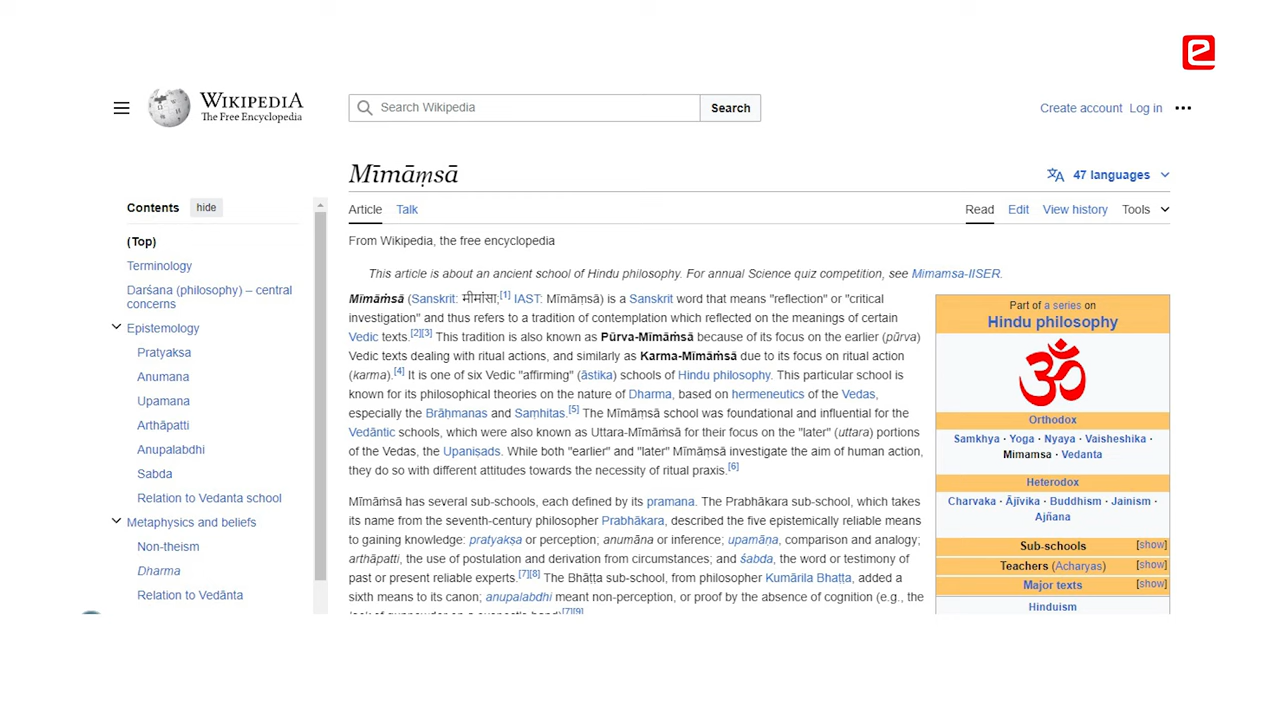 e
WIKIPEDIA
The Free Encyclopedia
Search Wikipedia
Search
Create account Log in
Mīmāṃsā
47 languages
Contents hide
Article Talk
Read Edit View history Tools
(Top)
Terminology
Darśana (philosophy) – central
concerns
Epistemology
Pratyaksa
Anumana
Upamana
Arthāpatti
Anupalabdhi
Sabda
Relation to Vedanta school
Metaphysics and beliefs
Non-theism
Dharma
Relation to Vedānta
From Wikipedia, the free encyclopedia
This article is about an ancient school of Hindu philosophy. For annual Science quiz competition, see Mimamsa-IISER.
Mīmāṁsā (Sanskrit: मीमांसा;[1] IAST: Mīmāṃsā) is a Sanskrit word that means "reflection" or "critical
investigation" and thus refers to a tradition of contemplation which reflected on the meanings of certain
Vedic texts.[2][3] This tradition is also known as Pūrva-Mīmāṁsā because of its focus on the earlier (pūrva)
Vedic texts dealing with ritual actions, and similarly as Karma-Mīmāṁsā due to its focus on ritual action
(karma).[4] It is one of six Vedic "affirming" (āstika) schools of Hindu philosophy. This particular school is
known for its philosophical theories on the nature of Dharma, based on hermeneutics of the Vedas,
especially the Brāḥmanas and Saṃhitas.[5] The Mīmāṃsā school was foundational and influential for the
Vedāntic schools, which were also known as Uttara-Mīmāṁsā for their focus on the "later" (uttara) portions
of the Vedas, the Upaniṣads. While both "earlier" and "later" Mīmāṃsā investigate the aim of human action,
they do so with different attitudes towards the necessity of ritual praxis.[6]
Mīmāṁsā has several sub-schools, each defined by its pramana. The Prabhākara sub-school, which takes
its name from the seventh-century philosopher Prabhākara, described the five epistemically reliable means
to gaining knowledge: pratyakṣa or perception; anumāna or inference; upamāṇa, comparison and analogy;
arthāpatti, the use of postulation and derivation from circumstances; and śabda, the word or testimony of
past or present reliable experts.[7][8] The Bhāṭṭa sub-school, from philosopher Kumārila Bhaṭṭa, added a
sixth means to its canon; anupalabdhi meant non-perception, or proof by the absence of cognition (e.g., the
lack of gunpowder on a suspect's hand)[7][9]
Part of a series on
Hindu philosophy
ॐ
Orthodox
Samkhya · Yoga · Nyaya · Vaisheshika ·
Mimamsa · Vedanta
Heterodox
Charvaka · Ājīvika · Buddhism · Jainism ·
Ajñana
Sub-schools [show]
Teachers (Acharyas) [show]
Major texts [show]
Hinduism